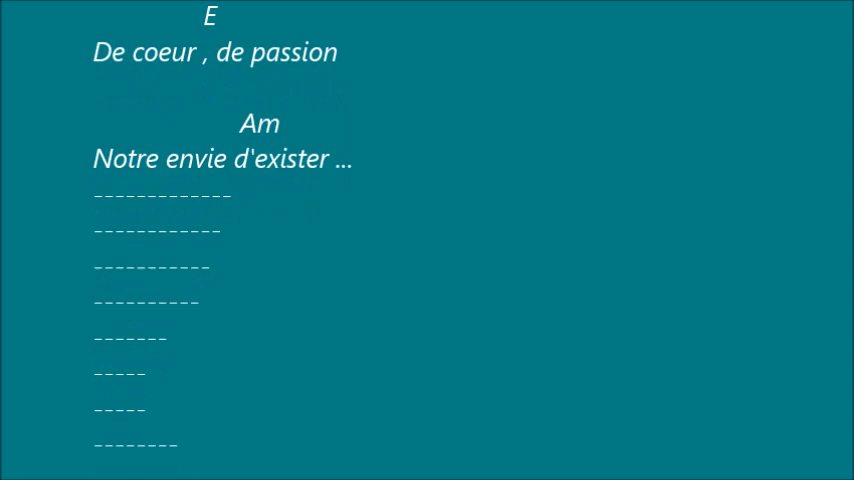 E
De coeur , de passion
Am
Notre envie d'exister ...
-------------
------------
-----------
----------
-------
-----
-----
--------